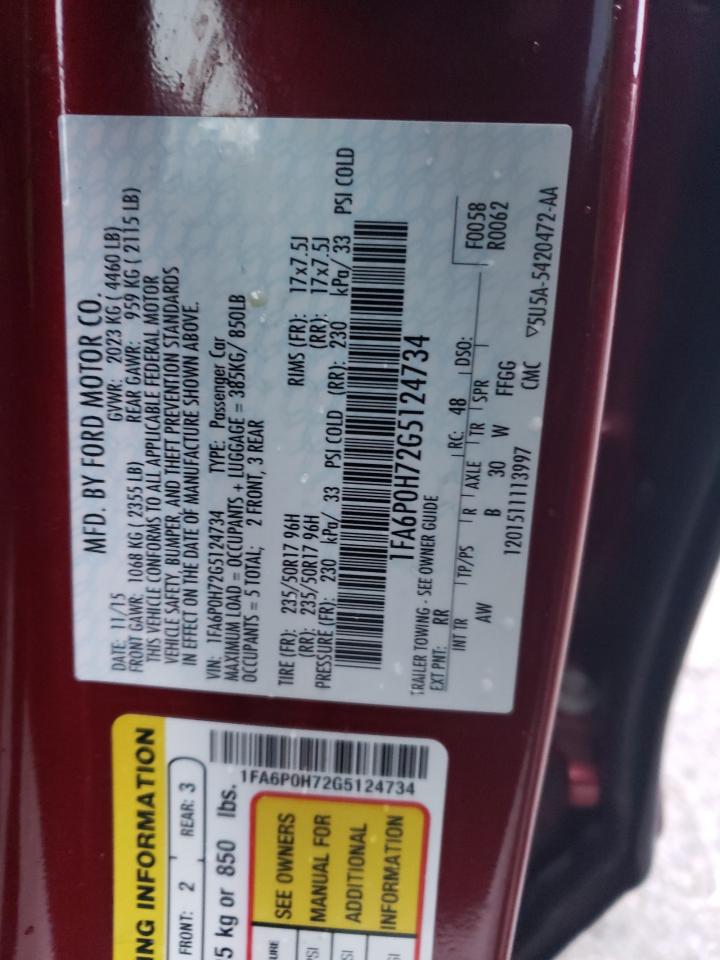 MFD. BY FORD MOTOR CO.
DATE: 11/15 GVWR: 2023 KG ( 4460 LB)
FRONT GAWR: 1068 KG ( 2355 LB) REAR GAWR: 959 KG ( 2115 LB)
THIS VEHICLE CONFORMS TO ALL APPLICABLE FEDERAL MOTOR
VEHICLE SAFETY, BUMPER, AND THEFT PREVENTION STANDARDS
IN EFFECT ON THE DATE OF MANUFACTURE SHOWN ABOVE.
VIN: 1FA6P0H72G5124734 TYPE: Passenger Car
MAXIMUM LOAD = OCCUPANTS + LUGGAGE = 385KG/ 850LB
OCCUPANTS = 5 TOTAL; 2 FRONT, 3 REAR
TIRE (FR): 235/50R17 96H RIMS (FR): 17x7.5J
(RR): 235/50R17 96H (RR): 17x7.5J
PRESSURE (FR): 230 kPa/ 33 PSI COLD (RR): 230 kPa/ 33 PSI COLD
1FA6P0H72G5124734
TRAILER TOWING - SEE OWNER GUIDE
EXT PNT: RR RC: 48 DSO: F0058
R0062
INT TR TP/PS R AXLE TR SPR
AW B 30 W FFGG
1201511113997 CMC ▽5U5A-5420472-AA
ING INFORMATION
FRONT: 2 REAR: 3
5 kg or 850 lbs.
1FA6P0H72G5124734
SEE OWNERS
MANUAL FOR
ADDITIONAL
INFORMATION